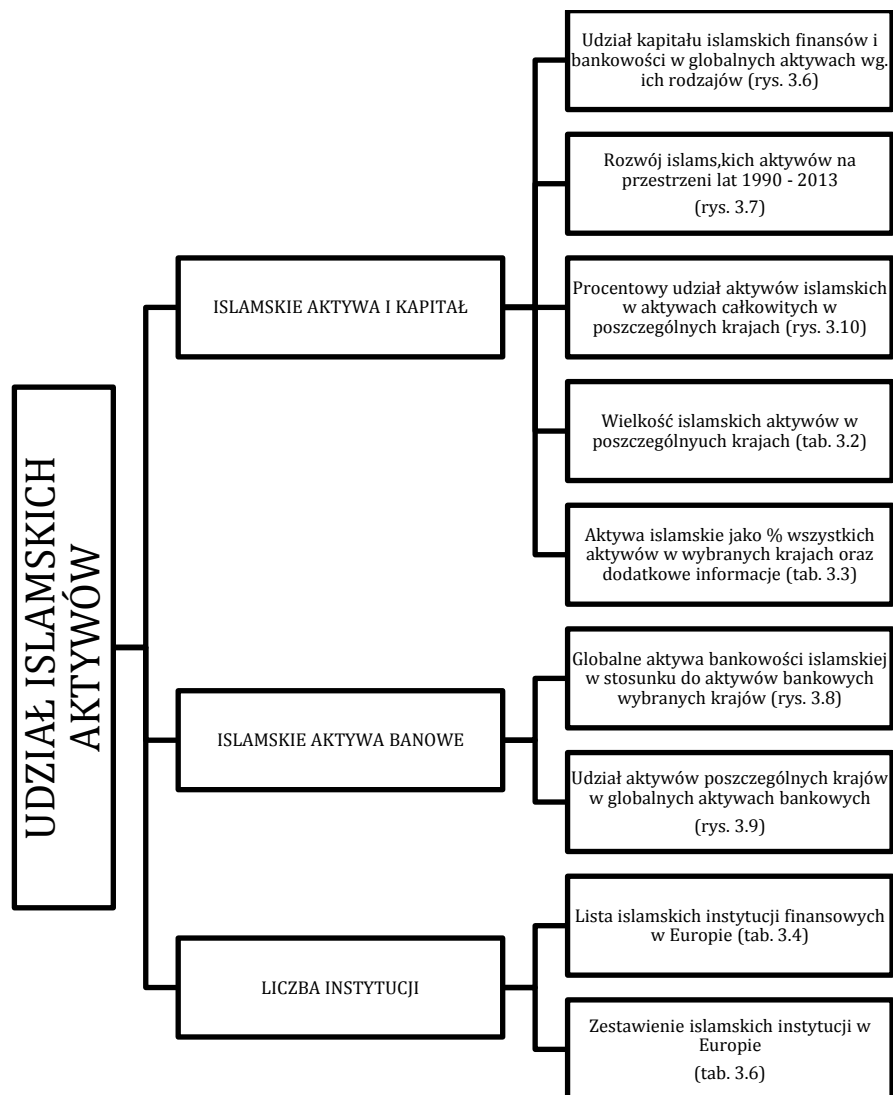 UDZIAŁ ISLAMSKICH
AKTYWÓW
ISLAMSKIE AKTYWA I KAPITAŁ
Udział kapitału islamskich finansów i
bankowości w globalnych aktywach wg.
ich rodzajów (rys. 3.6)
Rozwój islams,kich aktywów na
przestrzeni lat 1990 - 2013
(rys. 3.7)
Procentowy udział aktywów islamskich
w aktywach całkowitych w
poszczególnych krajach (rys. 3.10)
Wielkość islamskich aktywów w
poszczególnyuch krajach (tab. 3.2)
Aktywa islamskie jako % wszystkich
aktywów w wybranych krajach oraz
dodatkowe informacje (tab. 3.3)
ISLAMSKIE AKTYWA BANOWE
Globalne aktywa bankowości islamskiej
w stosunku do aktywów bankowych
wybranych krajów (rys. 3.8)
Udział aktywów poszczególnych krajów
w globalnych aktywach bankowych
(rys. 3.9)
LICZBA INSTYTUCJI
Lista islamskich instytucji finansowych
w Europie (tab. 3.4)
Zestawienie islamskich instytucji w
Europie
(tab. 3.6)